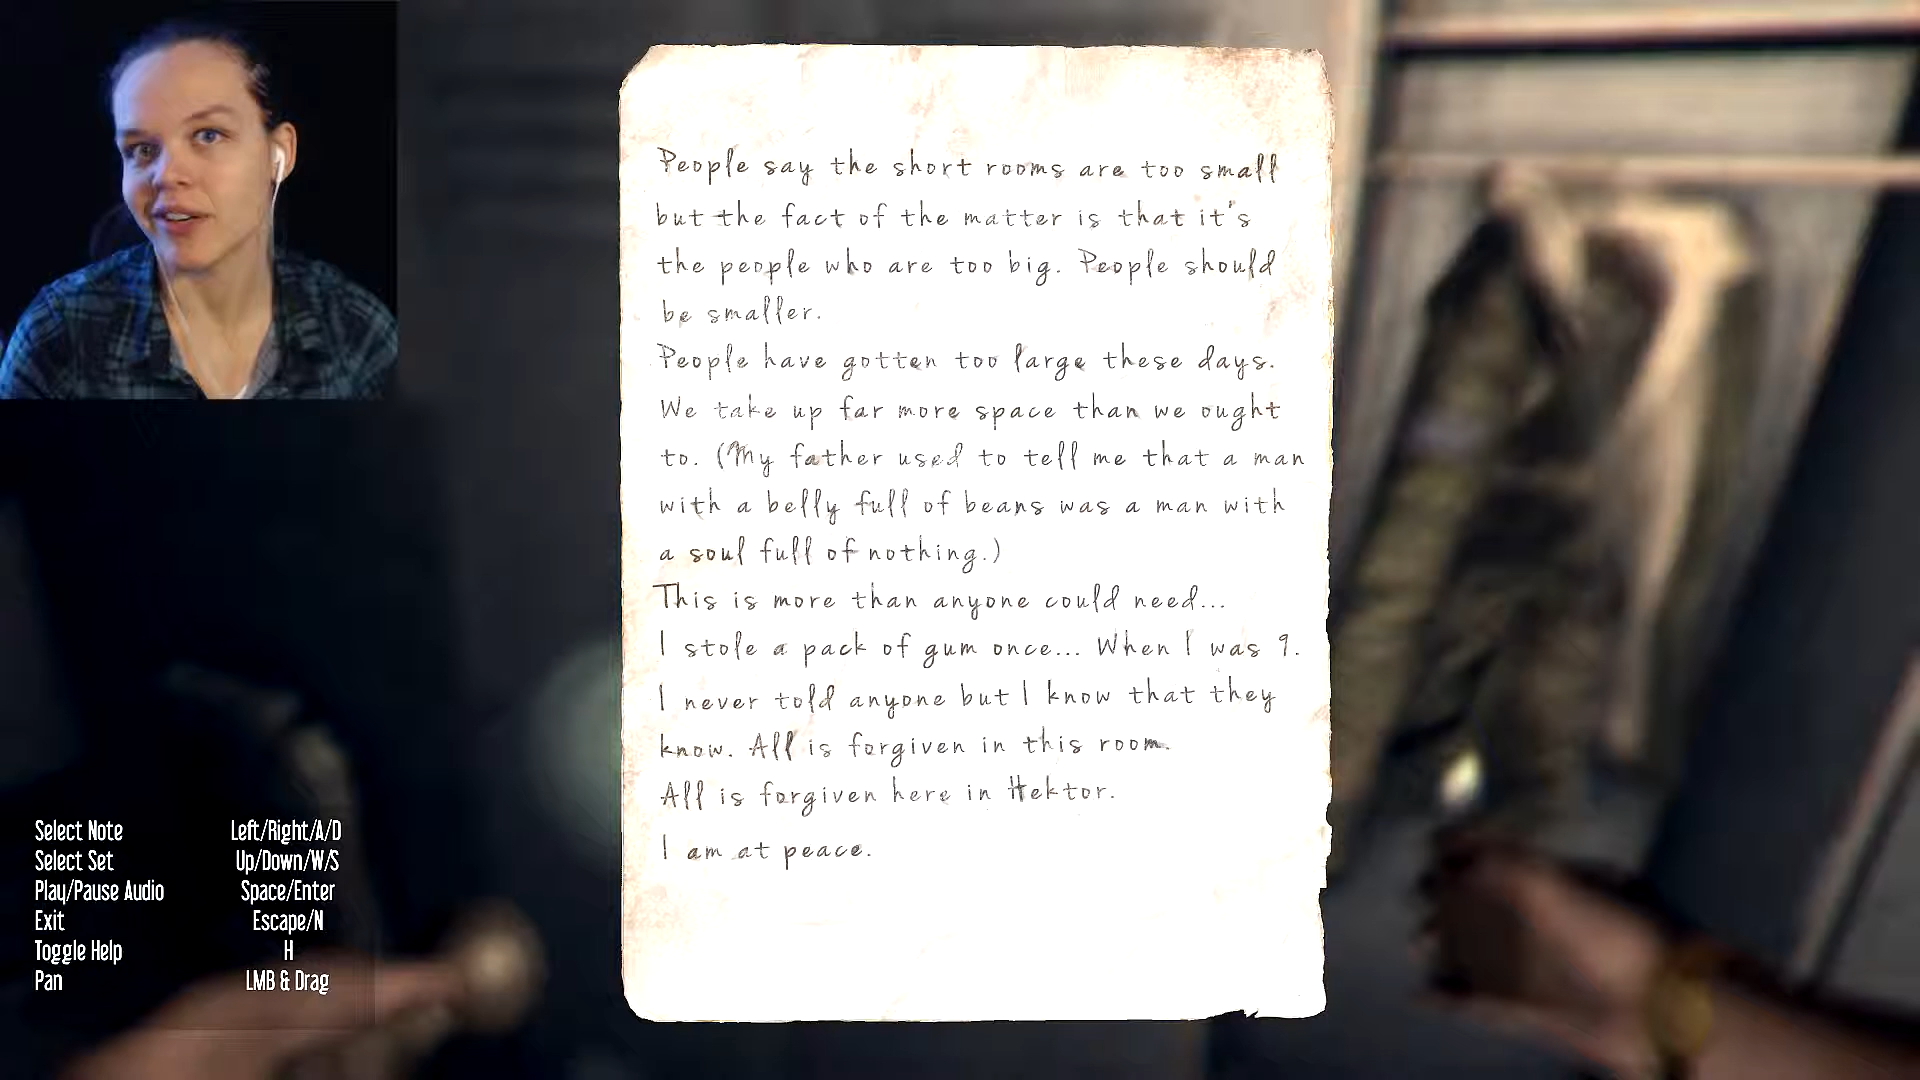 People say the short rooms are too small
but the fact of the matter is that it's
the people who are too big. People should
be smaller.
People have gotten too large these days.
We take up far more space than we ought
to. (My father used to tell me that a man
with a belly full of beans was a man with
a soul full of nothing.)
This is more than anyone could need...
I stole a pack of gum once... When I was 9.
I never told anyone but I know that they
know. All is forgiven in this room.
All is forgiven here in Hektor.
I am at peace.
Select Note Left/Right/A/D
Select Set Up/Down/W/S
Play/Pause Audio Space/Enter
Exit Escape/N
Toggle Help H
Pan LMB & Drag